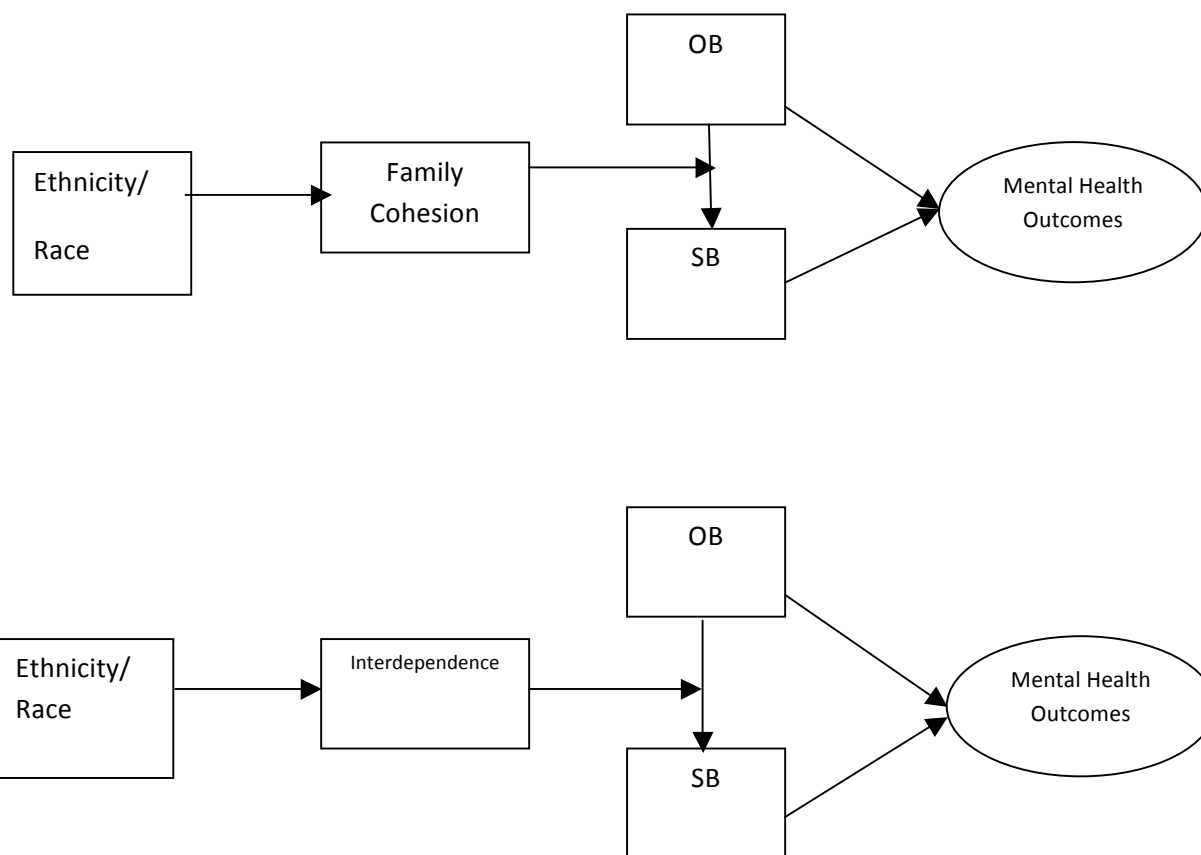 OB
Ethnicity/
Race
Family
Cohesion
Mental Health
Outcomes
SB
OB
Ethnicity/
Race
Interdependence
Mental Health
Outcomes
SB